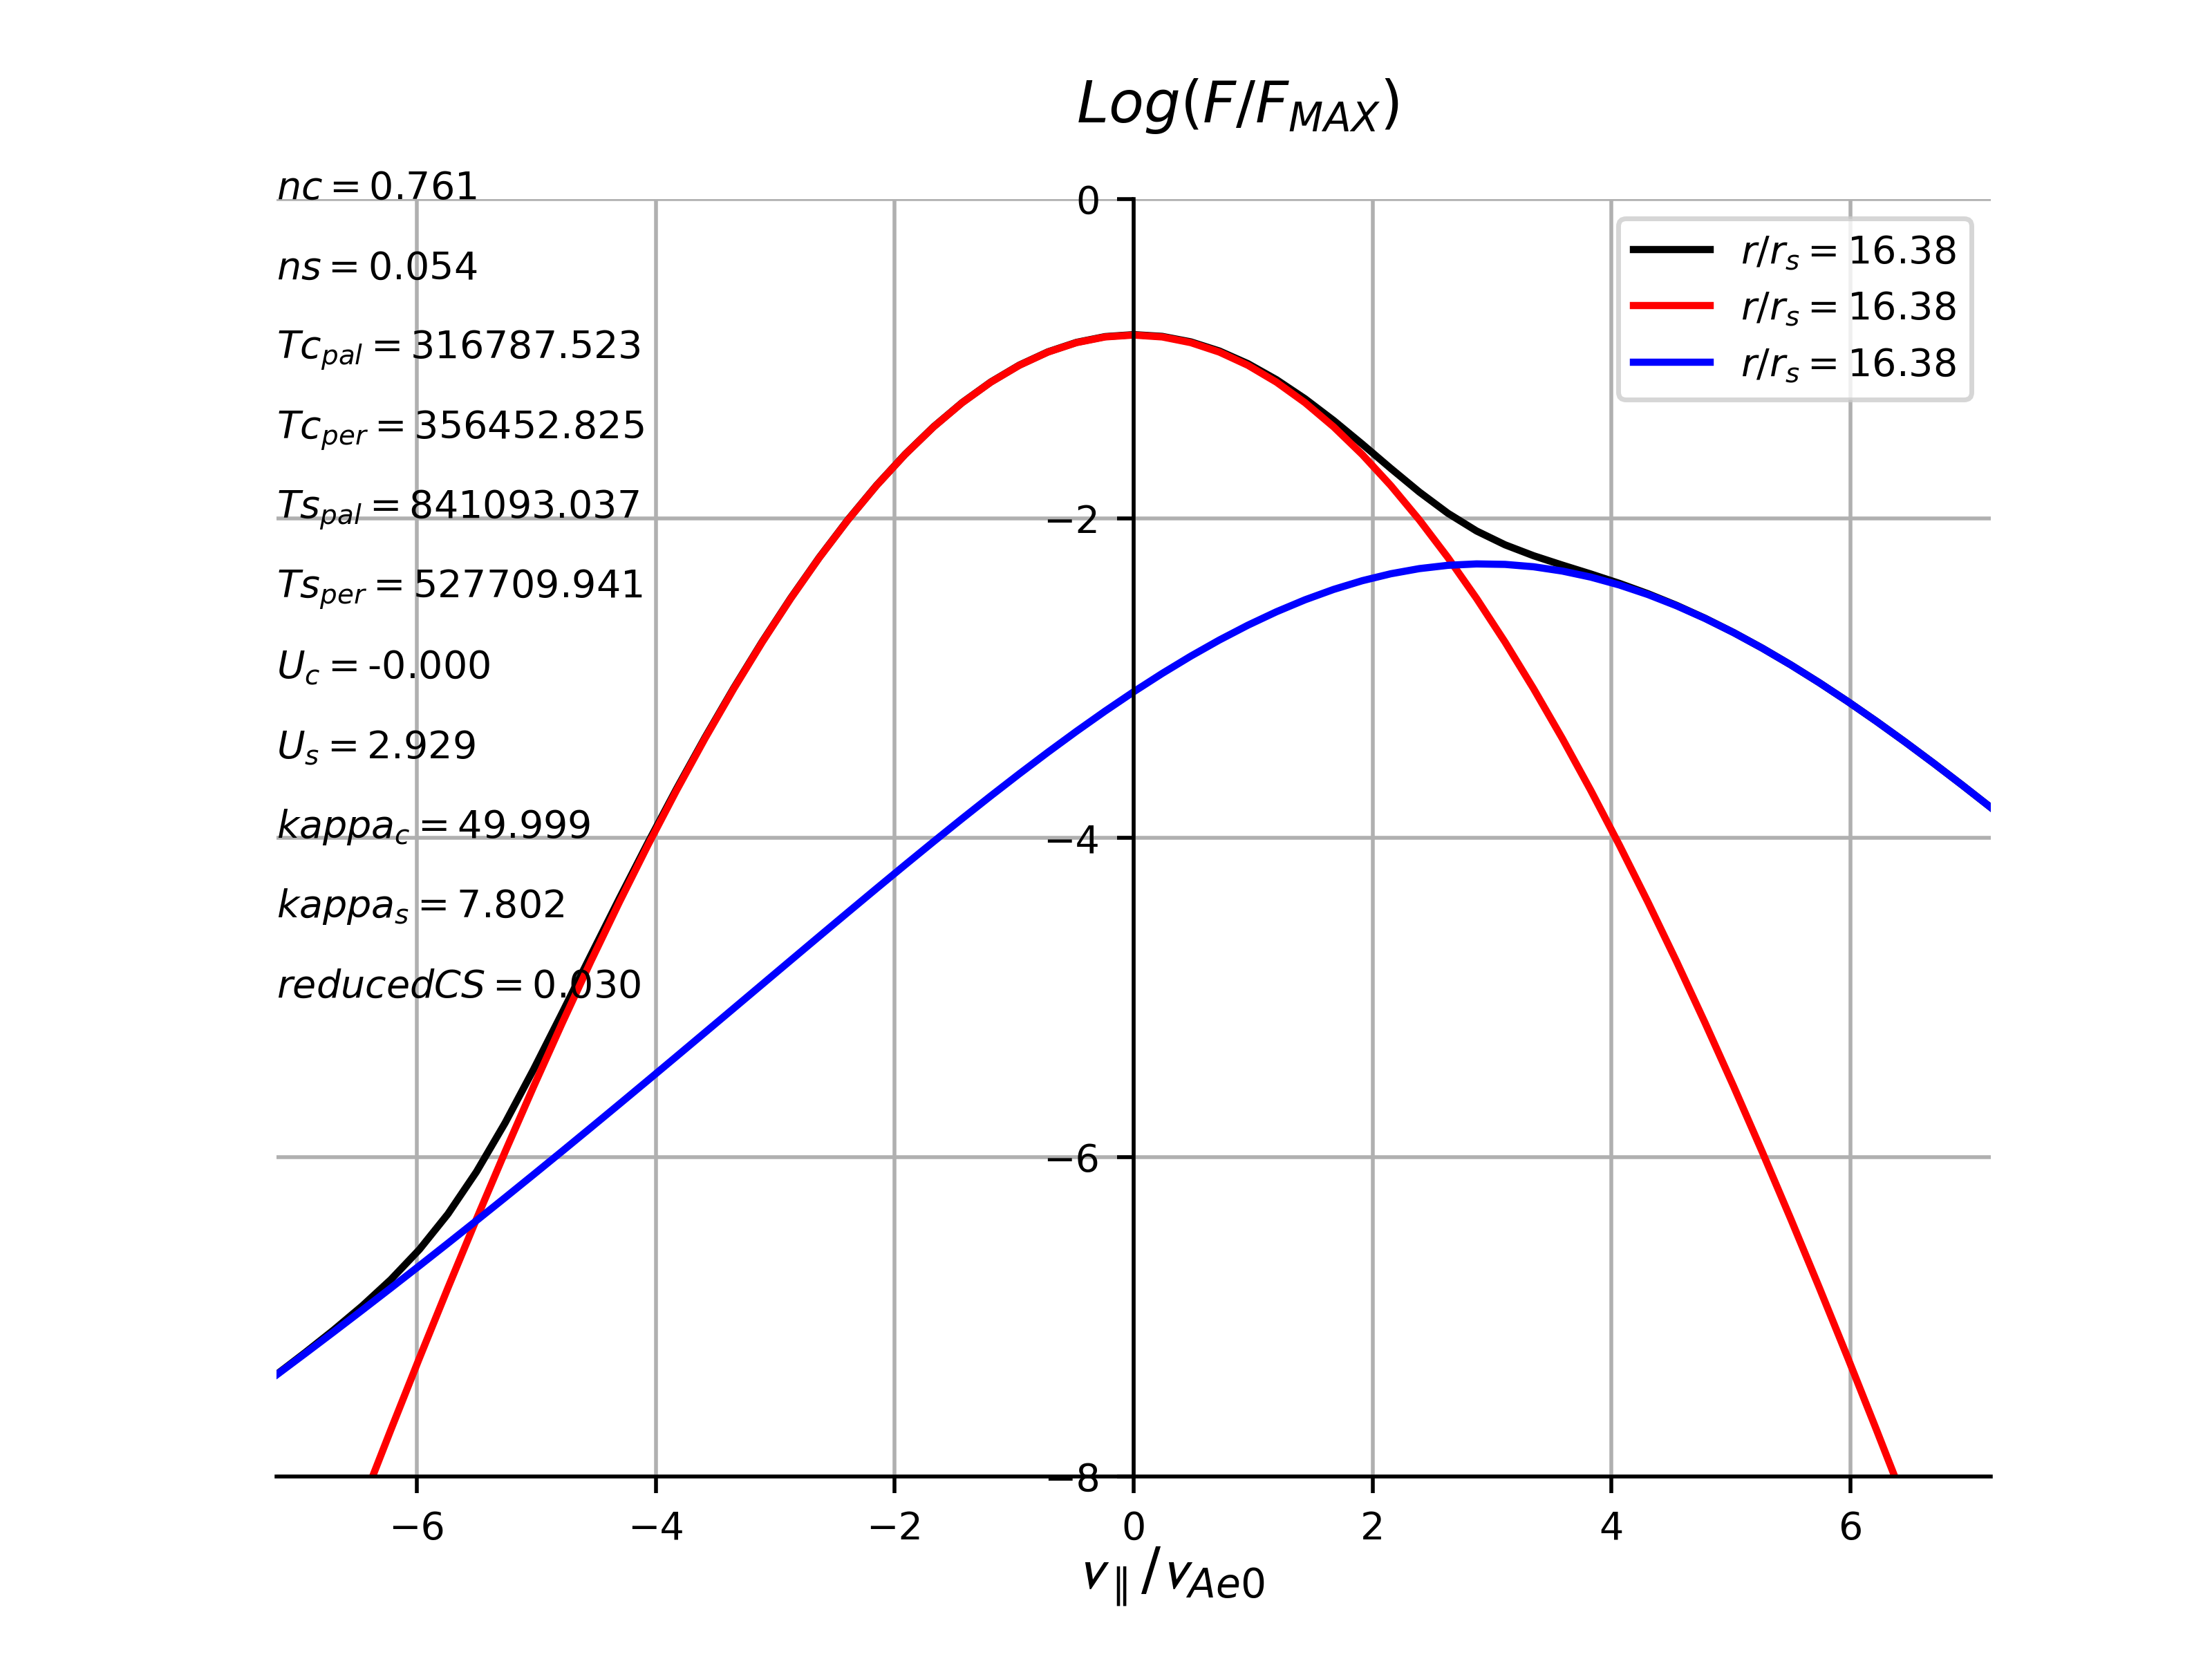 Log(F/F_MAX)
nc = 0.761
ns = 0.054
Tc_pal = 316787.523
Tc_per = 356452.825
Ts_pal = 841093.037
Ts_per = 527709.941
U_c = -0.000
U_s = 2.929
kappa_c = 49.999
kappa_s = 7.802
reducedCS = 0.030
0
−2
−4
−6
−8
r/r_s = 16.38
r/r_s = 16.38
r/r_s = 16.38
−6 −4 −2 0 2 4 6
v_∥/v_Ae0